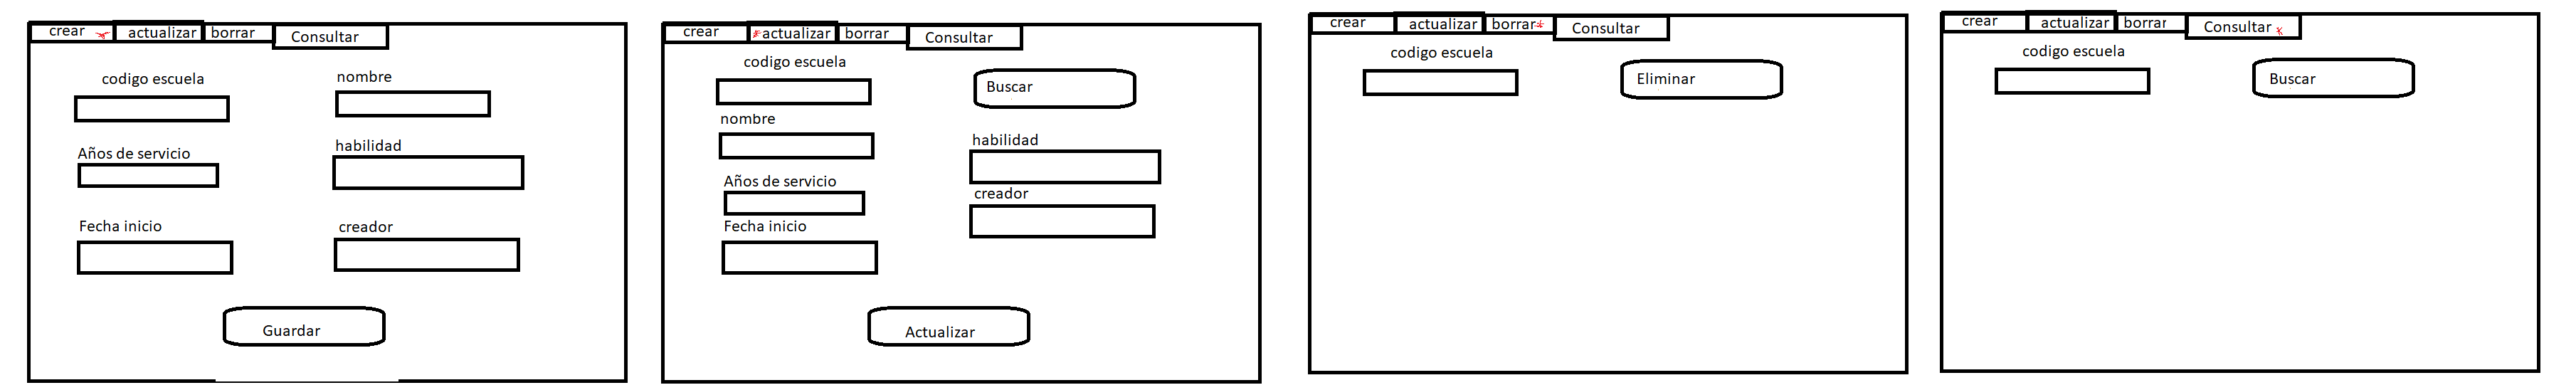 crear actualizar borrar Consultar
codigo escuela nombre
Años de servicio habilidad
Fecha inicio creador
Guardar
crear actualizar borrar Consultar
codigo escuela
Buscar
nombre
habilidad
Años de servicio
creador
Fecha inicio
Actualizar
crear actualizar borrar Consultar
codigo escuela
Eliminar
crear actualizar borrar Consultar
codigo escuela
Buscar